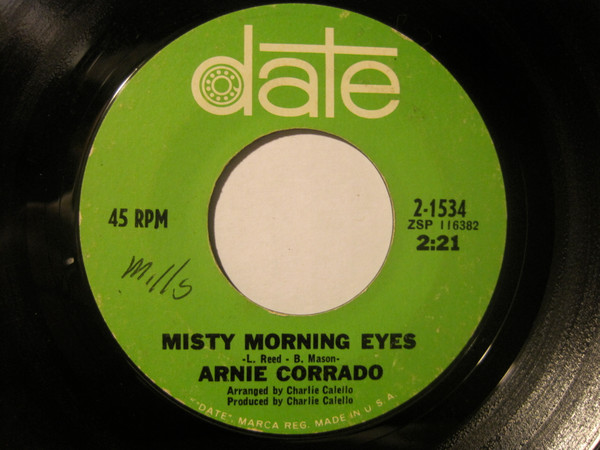 date
45 RPM
2-1534
ZSP 116382
2:21
Mills
MISTY MORNING EYES
-L. Reed - B. Mason-
ARNIE CORRADO
Arranged by Charlie Calello
Produced by Charlie Calello
"DATE", MARCA REG. MADE IN U.S.A.